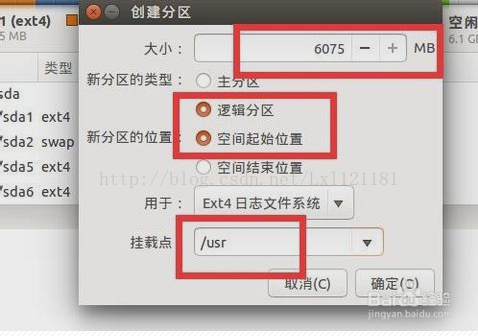 创建分区
1 (ext4)
5 MB
空闲
6.1 G
大小： 6075 − + MB
类型
新分区的类型： 主分区
逻辑分区
sda
/sda1 ext4
/sda2 swap
/sda5 ext4
/sda6 ext4
新分区的位置： 空间起始位置
空间结束位置
http://blog.csdn.net/Lxl1121181
用于： Ext4 日志文件系统
挂载点： /usr
取消(C) 确定(O)
Baidu 经验
jingyan.baidu.com